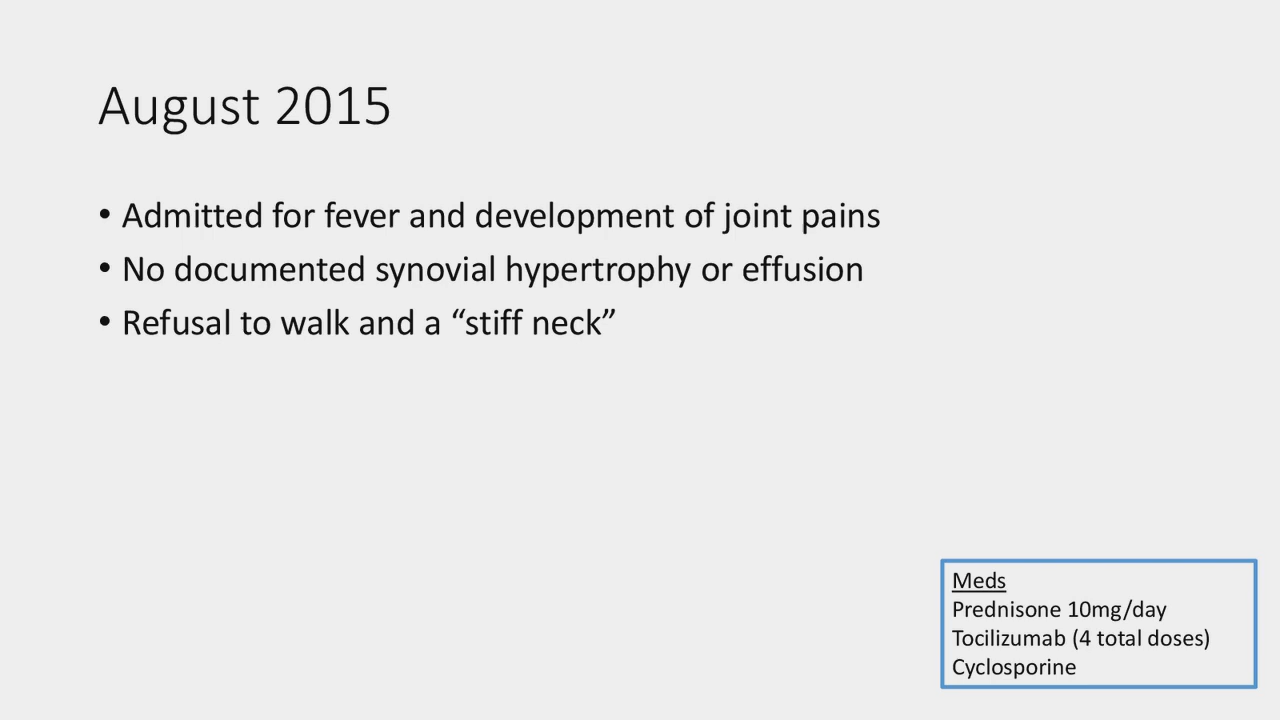 August 2015
• Admitted for fever and development of joint pains
• No documented synovial hypertrophy or effusion
• Refusal to walk and a “stiff neck”
Meds
Prednisone 10mg/day
Tocilizumab (4 total doses)
Cyclosporine